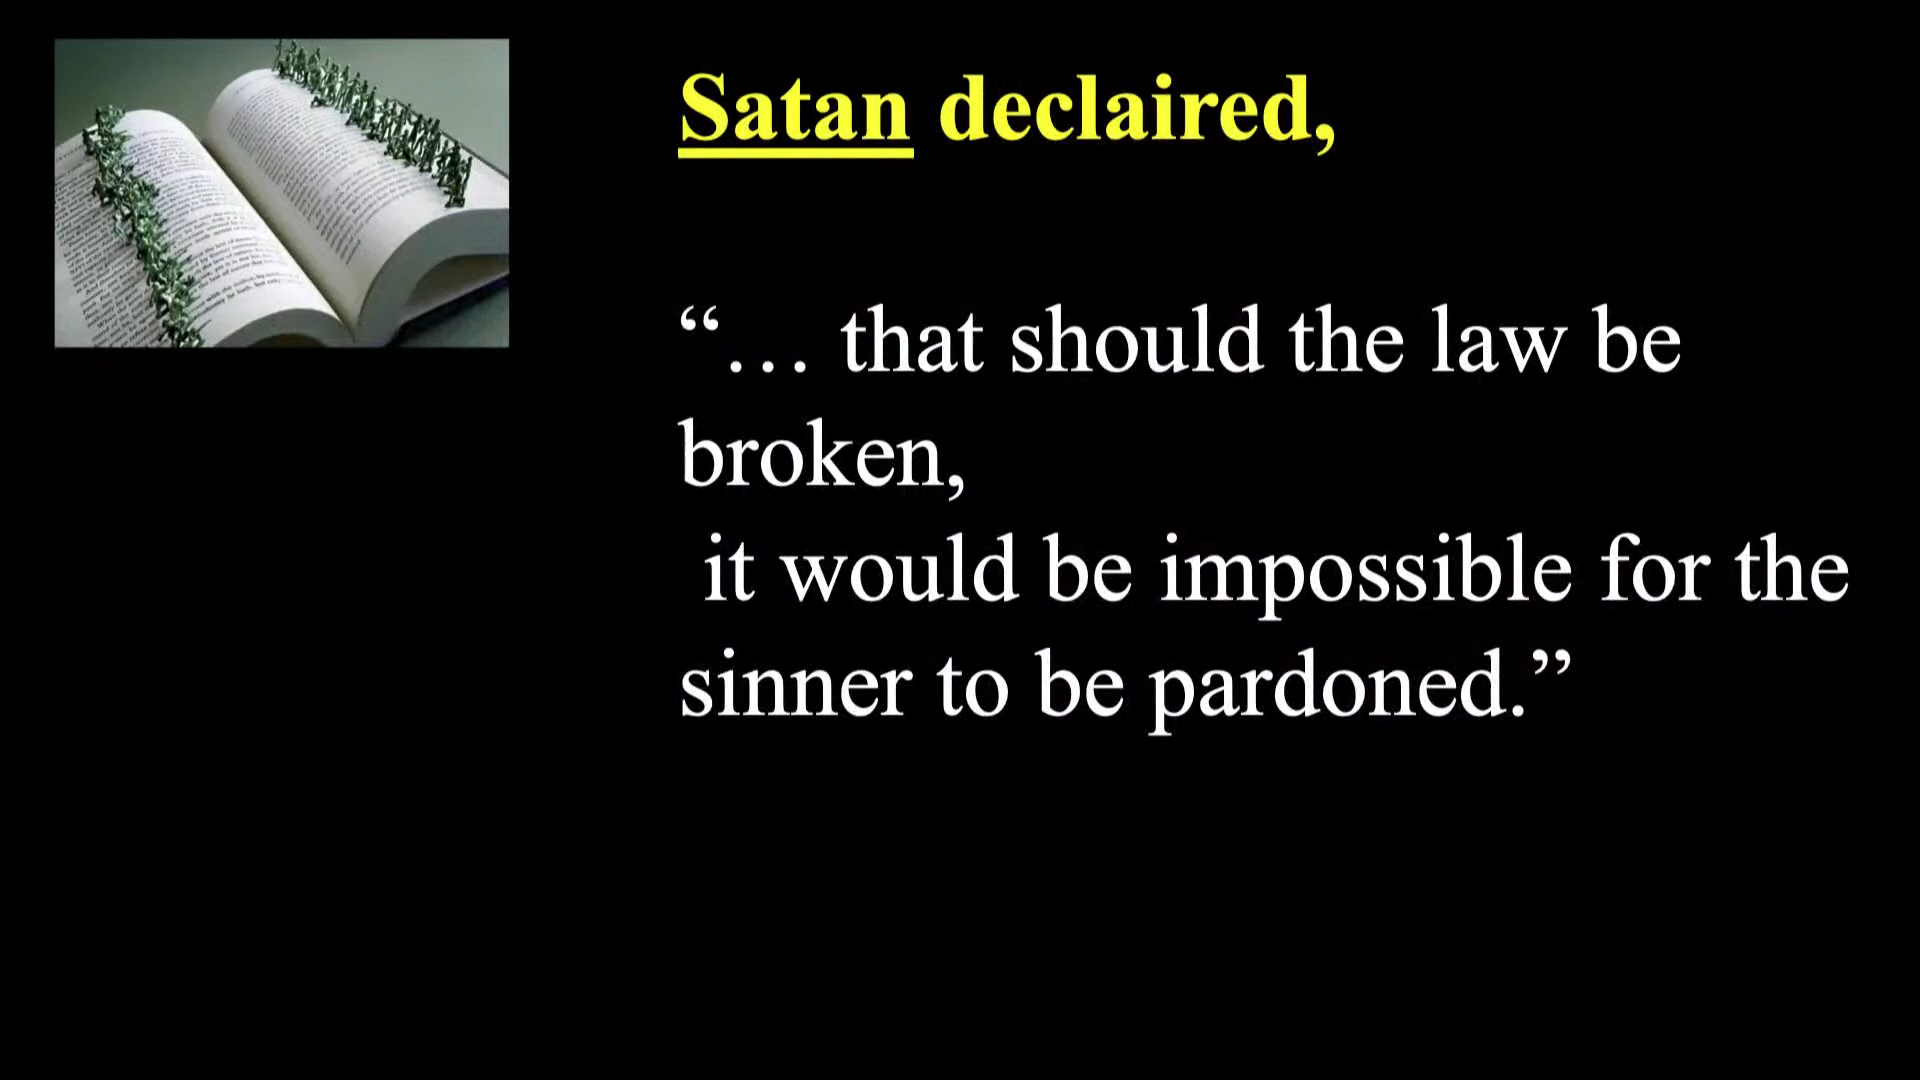 Satan declaired,
“… that should the law be
broken,
it would be impossible for the
sinner to be pardoned.”